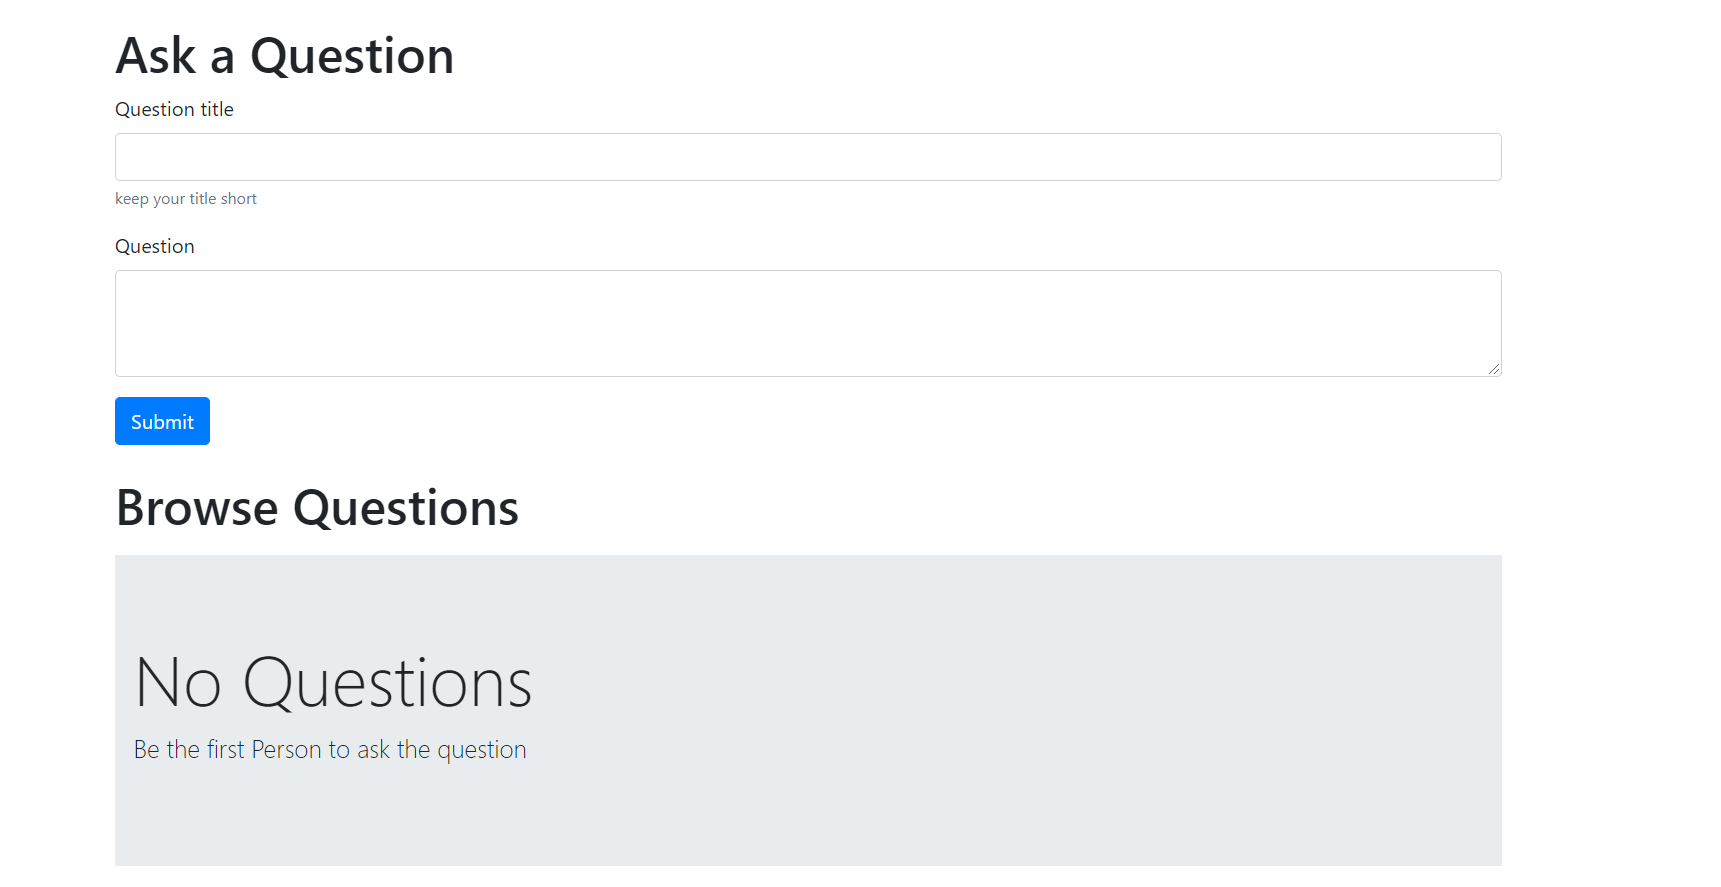 Ask a Question
Question title
keep your title short
Question
Submit
Browse Questions
No Questions
Be the first Person to ask the question